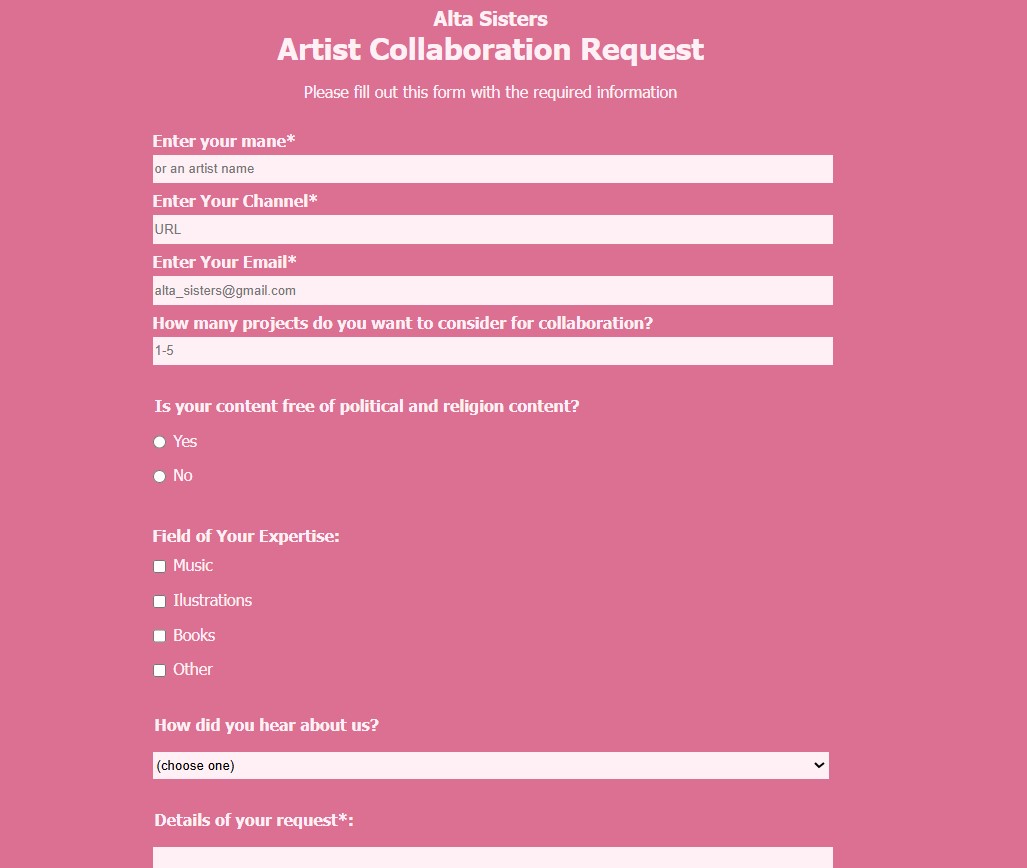 Alta Sisters
Artist Collaboration Request
Please fill out this form with the required information
Enter your mane*
or an artist name
Enter Your Channel*
URL
Enter Your Email*
alta_sisters@gmail.com
How many projects do you want to consider for collaboration?
1-5
Is your content free of political and religion content?
Yes
No
Field of Your Expertise:
Music
Ilustrations
Books
Other
How did you hear about us?
(choose one)
Details of your request*: